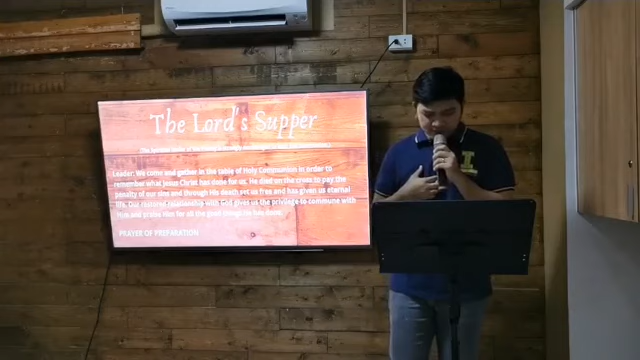 The Lord's Supper
Leader: We come and gather in the table of Holy Communion in order to
remember what Jesus Christ has done for us. He died on the cross to pay the
penalty of our sins and through His death set us free and has given us eternal
life. Our restored relationship with God gives us the privilege to commune with
Him and praise Him for all the good things He has done.
PRAYER OF PREPARATION